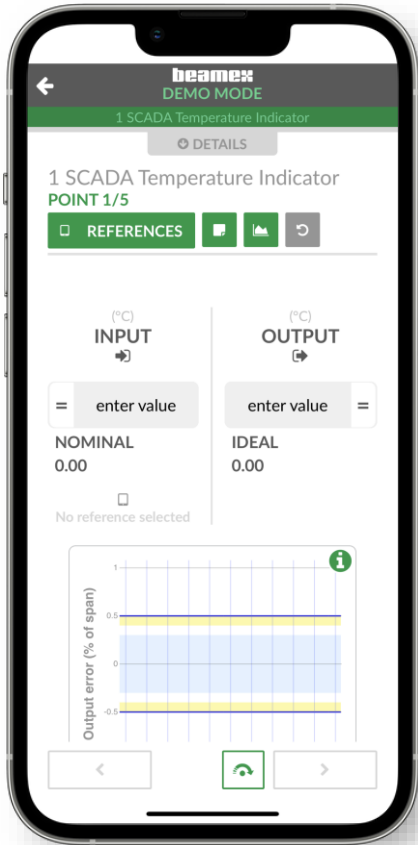 beamex
DEMO MODE
1 SCADA Temperature Indicator
DETAILS
1 SCADA Temperature Indicator
POINT 1/5
REFERENCES
(°C)
INPUT
(°C)
OUTPUT
= enter value
enter value =
NOMINAL
0.00
IDEAL
0.00
No reference selected
i
Output error (% of span)
1
0.5
0
-0.5